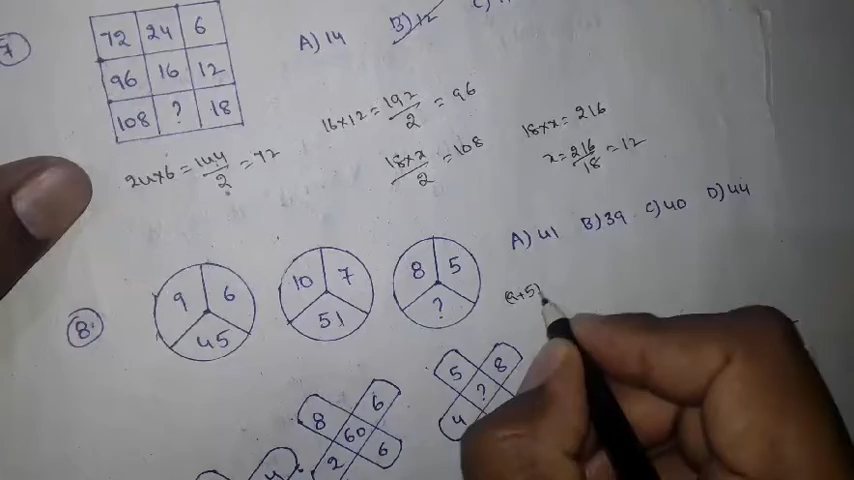 7
72 24 6
96 16 12
108 ? 18
A) 14 B) 12
16×12 = 192/2 = 96
18×x = 216
24×6 = 144/2 = 72
18×x/2 = 108
x = 216/18 = 12
A) 41 B) 39 C) 40 D) 44
8.
9 6 45
10 7 51
8 5 ?
(9+5)
8 6 60 2 6
5 8 ? 4
4